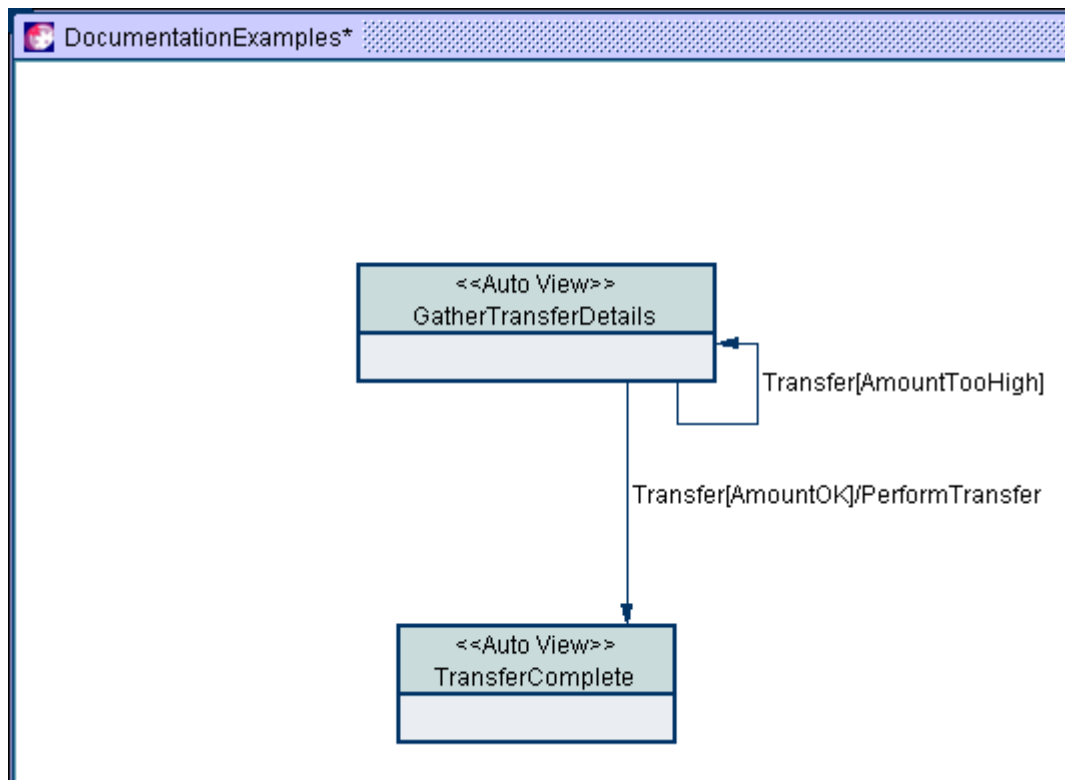 DocumentationExamples*
<<Auto View>>
GatherTransferDetails
Transfer[AmountTooHigh]
Transfer[AmountOK]/PerformTransfer
<<Auto View>>
TransferComplete